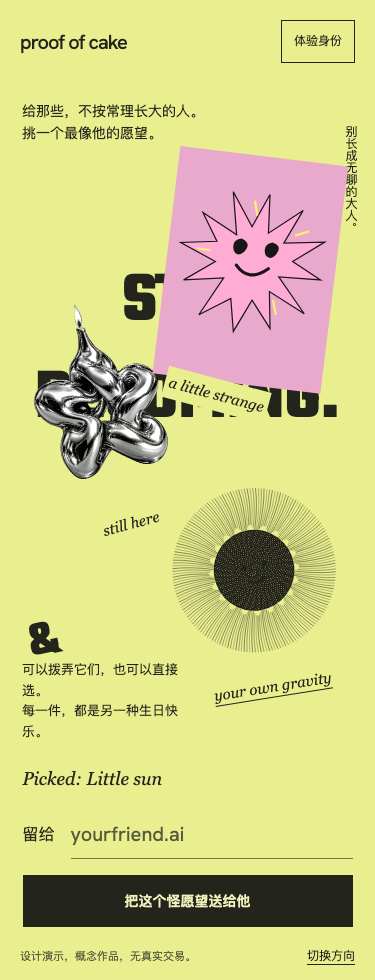 proof of cake
体验身份
给那些，不按常理长大的人。
挑一个最像他的愿望。
别长成无聊的大人。
a little strange
still here
&
可以拨弄它们，也可以直接
选。
每一件，都是另一种生日快
乐。
your own gravity
Picked: Little sun
留给 yourfriend.ai
把这个怪愿望送给他
设计演示，概念作品，无真实交易。
切换方向